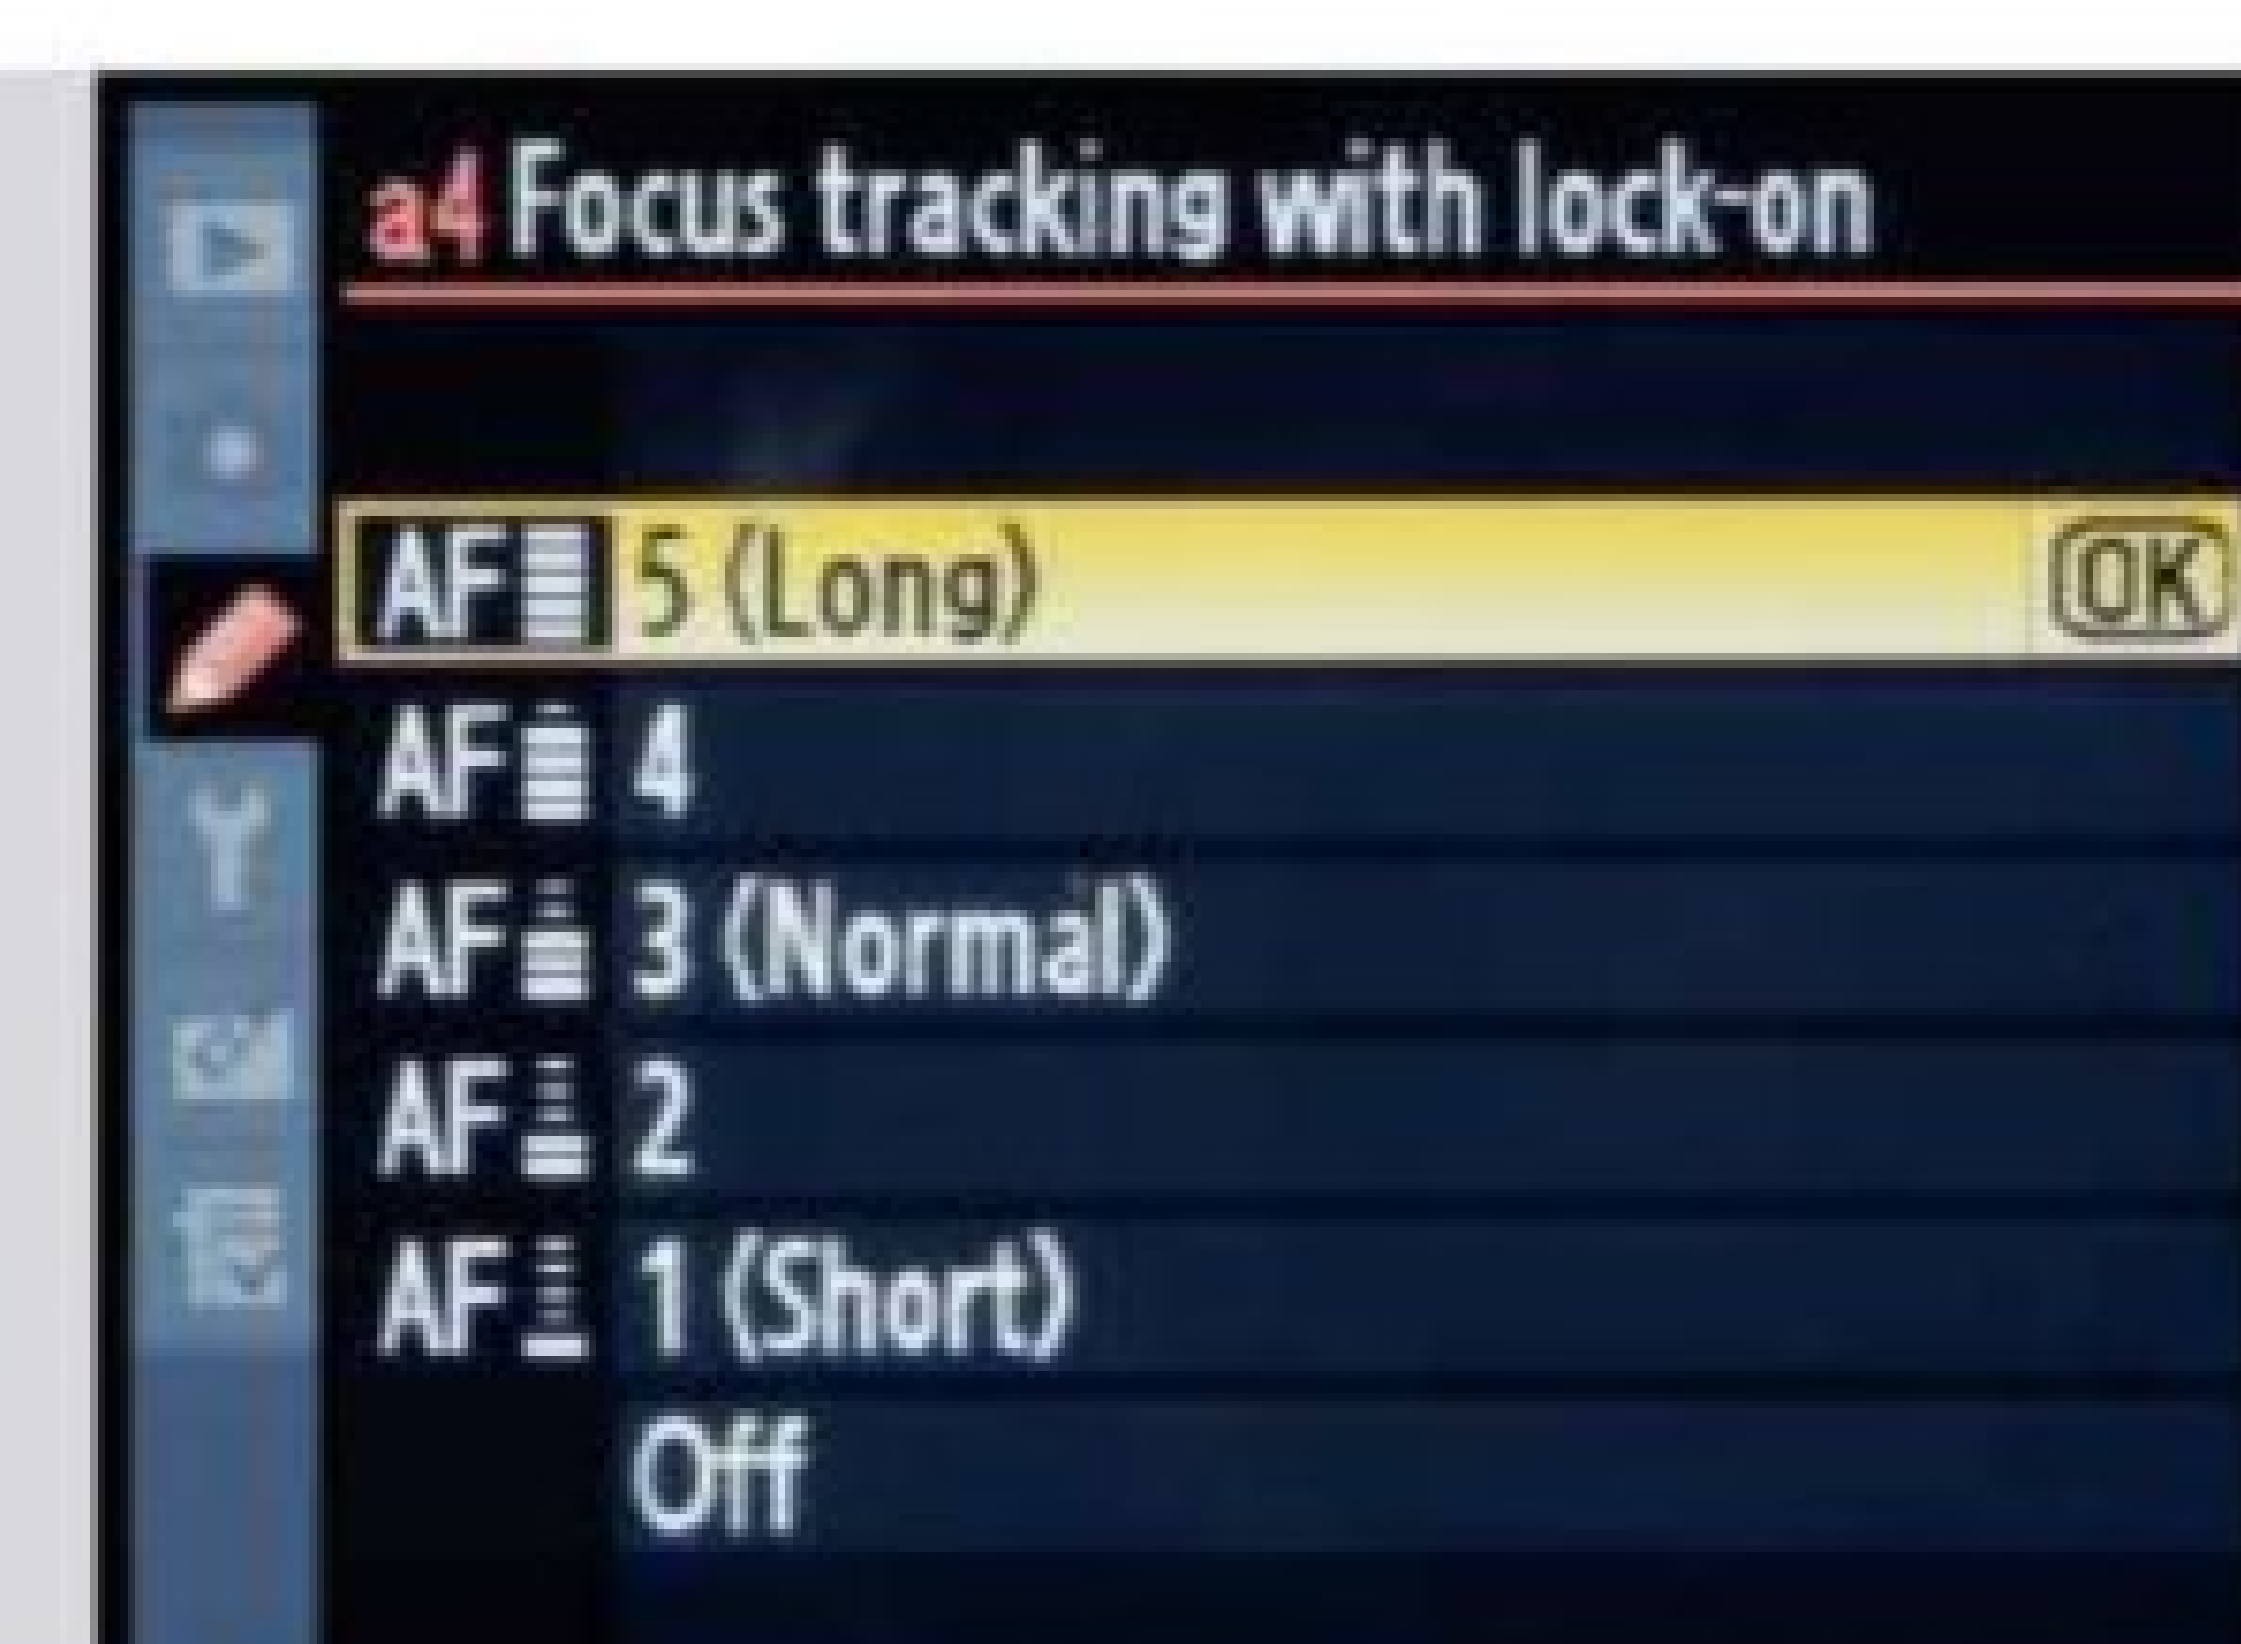 a4 Focus tracking with lock-on
AF 5 (Long) OK
AF 4
AF 3 (Normal)
AF 2
AF 1 (Short)
Off